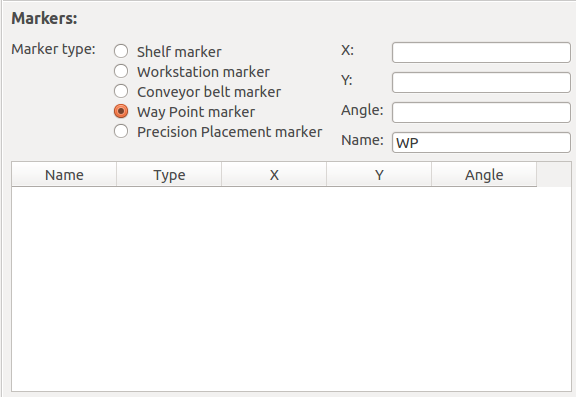 Markers:
Marker type:
Shelf marker
Workstation marker
Conveyor belt marker
Way Point marker
Precision Placement marker
X:
Y:
Angle:
Name: WP
Name Type X Y Angle